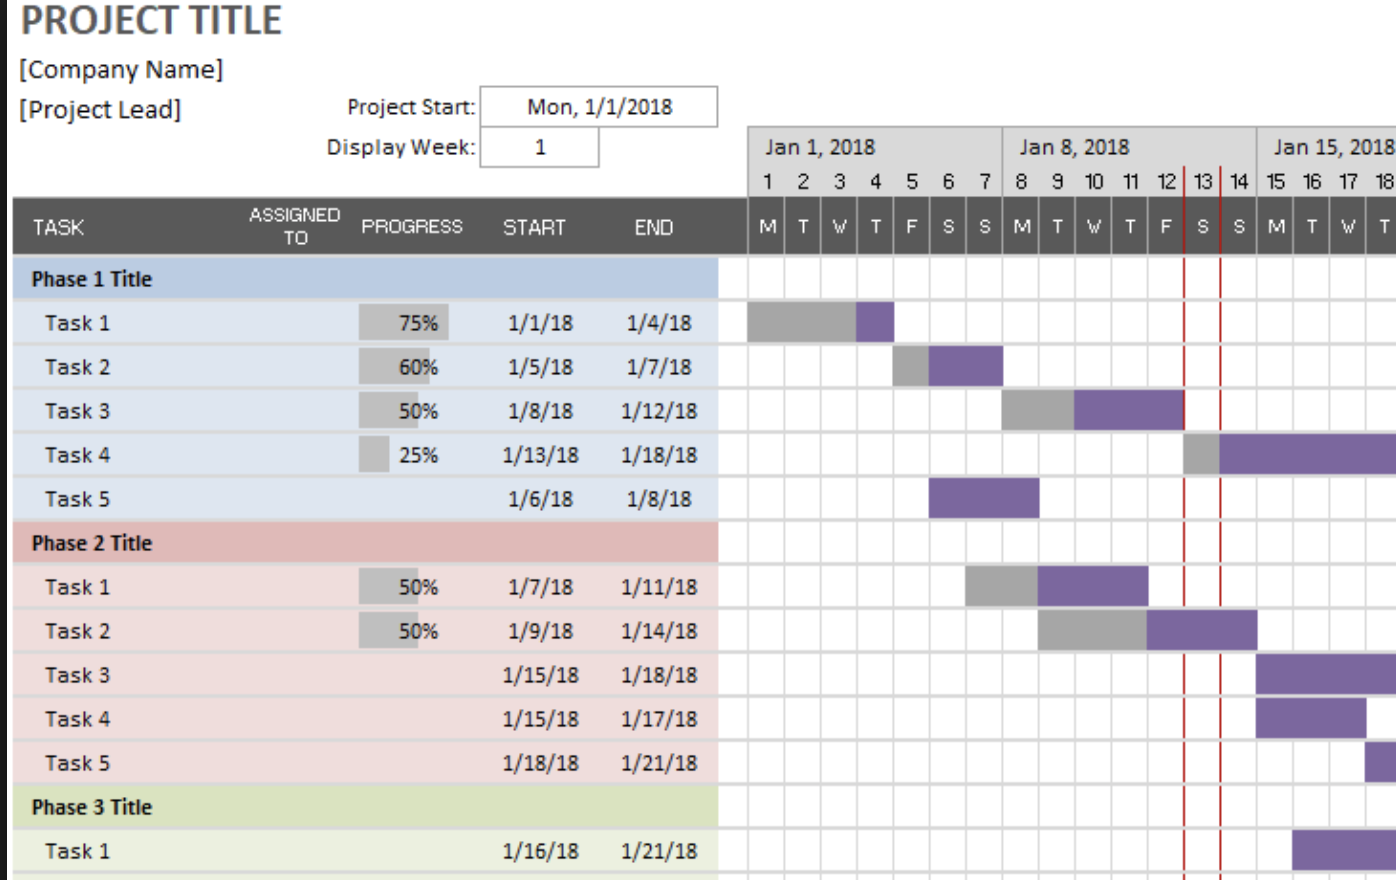 PROJECT TITLE
[Company Name]
[Project Lead] Project Start: Mon, 1/1/2018
Display Week: 1 Jan 1, 2018 Jan 8, 2018 Jan 15, 2018
1 2 3 4 5 6 7 8 9 10 11 12 13 14 15 16 17 18
TASK ASSIGNED TO PROGRESS START END M T W T F S S M T W T F S S M T W T
Phase 1 Title
Task 1 75% 1/1/18 1/4/18
Task 2 60% 1/5/18 1/7/18
Task 3 50% 1/8/18 1/12/18
Task 4 25% 1/13/18 1/18/18
Task 5 1/6/18 1/8/18
Phase 2 Title
Task 1 50% 1/7/18 1/11/18
Task 2 50% 1/9/18 1/14/18
Task 3 1/15/18 1/18/18
Task 4 1/15/18 1/17/18
Task 5 1/18/18 1/21/18
Phase 3 Title
Task 1 1/16/18 1/21/18